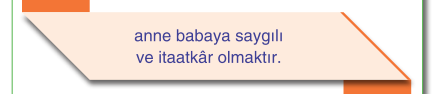 anne babaya saygılı
ve itaatkâr olmaktır.